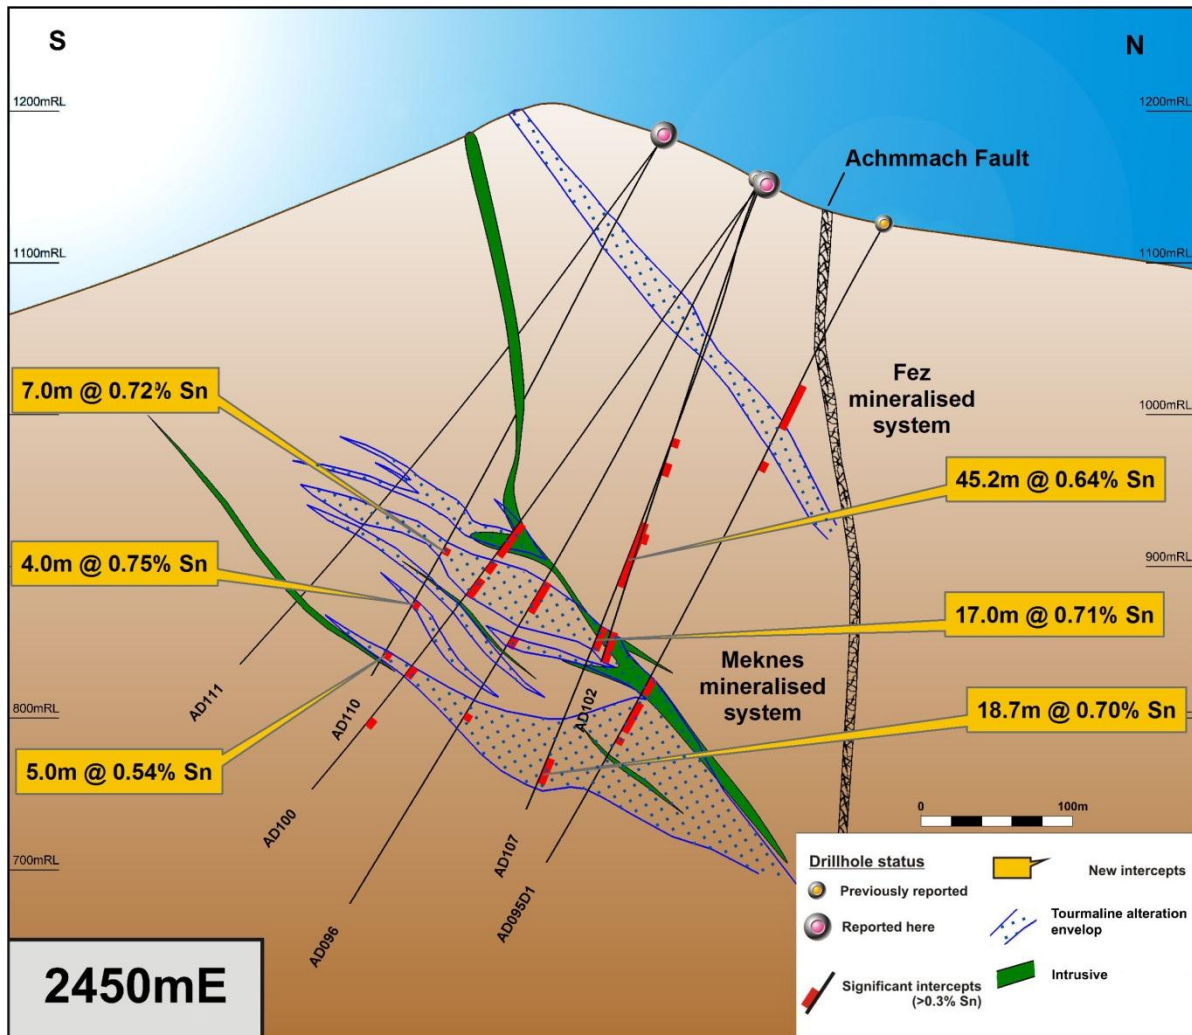 S
N
1200mRL
1200mRL
Achmmach Fault
1100mRL
1100mRL
7.0m @ 0.72% Sn
Fez
mineralised
system
1000mRL
45.2m @ 0.64% Sn
4.0m @ 0.75% Sn
900mRL
17.0m @ 0.71% Sn
Meknes
mineralised
system
AD111
AD110
AD102
800mRL
18.7m @ 0.70% Sn
5.0m @ 0.54% Sn
AD100
AD107
AD095D1
AD096
0
100m
700mRL
Drillhole status
Previously reported
Reported here
Significant intercepts
(>0.3% Sn)
New intercepts
Tourmaline alteration
envelop
Intrusive
2450mE